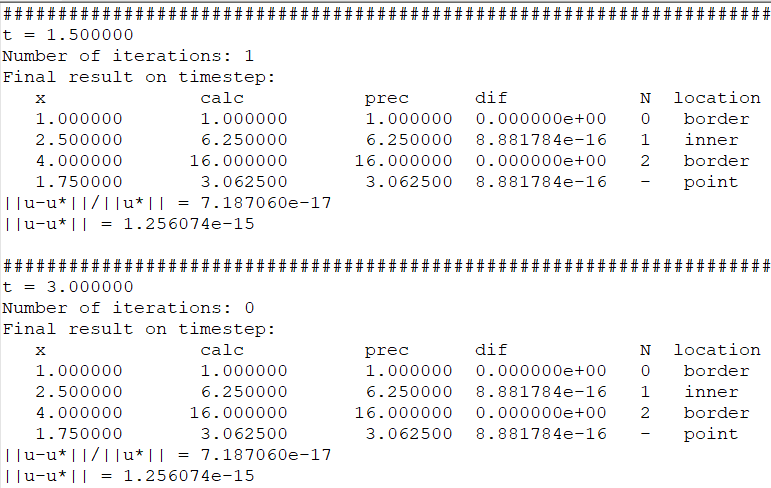 ######################################################################
t = 1.500000
Number of iterations: 1
Final result on timestep:
x calc prec dif N location
1.000000 1.000000 1.000000 0.000000e+00 0 border
2.500000 6.250000 6.250000 8.881784e-16 1 inner
4.000000 16.000000 16.000000 0.000000e+00 2 border
1.750000 3.062500 3.062500 8.881784e-16 - point
||u-u*||/||u*|| = 7.187060e-17
||u-u*|| = 1.256074e-15
######################################################################
t = 3.000000
Number of iterations: 0
Final result on timestep:
x calc prec dif N location
1.000000 1.000000 1.000000 0.000000e+00 0 border
2.500000 6.250000 6.250000 8.881784e-16 1 inner
4.000000 16.000000 16.000000 0.000000e+00 2 border
1.750000 3.062500 3.062500 8.881784e-16 - point
||u-u*||/||u*|| = 7.187060e-17
||u-u*|| = 1.256074e-15